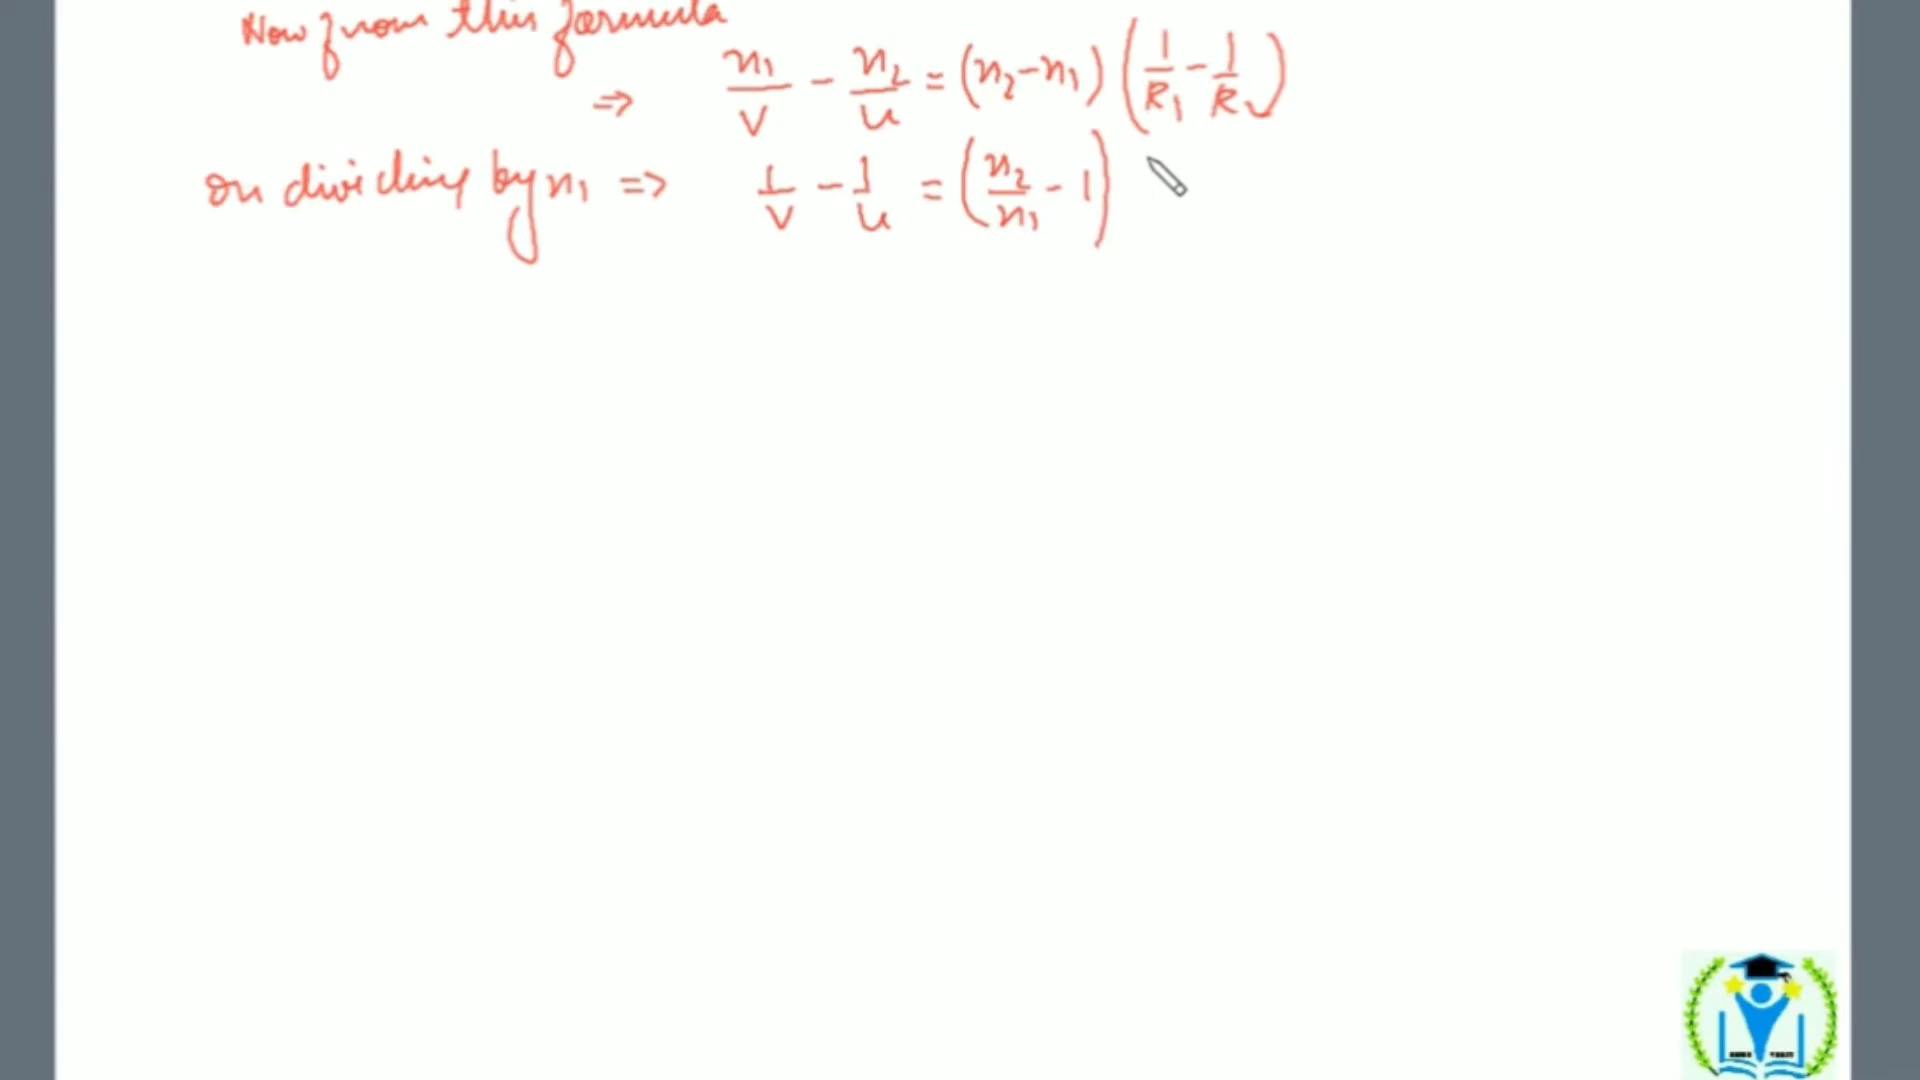 Now from this formula
=> n₁/v - n₂/u = (n₂-n₁) (1/R₁ - 1/R₂)
on dividing by n₁ => 1/v - 1/u = (n₂/n₁ - 1)